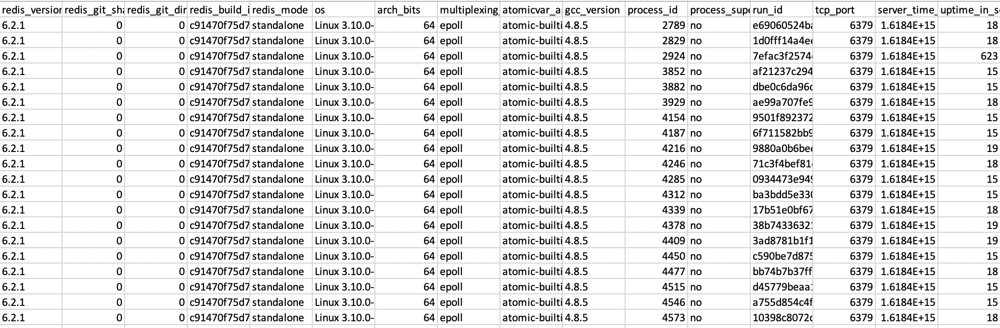 redis_version redis_git_sha redis_git_dir redis_build_i redis_mode os arch_bits multiplexing_ atomicvar_a gcc_version process_id process_supe run_id tcp_port server_time_ uptime_in_s
6.2.1 0 0 c91470f75d7 standalone Linux 3.10.0- 64 epoll atomic-builti 4.8.5 2789 no e69060524ba 6379 1.6184E+15 18
6.2.1 0 0 c91470f75d7 standalone Linux 3.10.0- 64 epoll atomic-builti 4.8.5 2829 no 1d0fff14a4ee 6379 1.6184E+15 18
6.2.1 0 0 c91470f75d7 standalone Linux 3.10.0- 64 epoll atomic-builti 4.8.5 2924 no 7efac3f2574 6379 1.6184E+15 623
6.2.1 0 0 c91470f75d7 standalone Linux 3.10.0- 64 epoll atomic-builti 4.8.5 3852 no af21237c294 6379 1.6184E+15 15
6.2.1 0 0 c91470f75d7 standalone Linux 3.10.0- 64 epoll atomic-builti 4.8.5 3882 no dbe0c6da96c 6379 1.6184E+15 15
6.2.1 0 0 c91470f75d7 standalone Linux 3.10.0- 64 epoll atomic-builti 4.8.5 3929 no ae99a707fe9 6379 1.6184E+15 18
6.2.1 0 0 c91470f75d7 standalone Linux 3.10.0- 64 epoll atomic-builti 4.8.5 4154 no 9501f892372 6379 1.6184E+15 15
6.2.1 0 0 c91470f75d7 standalone Linux 3.10.0- 64 epoll atomic-builti 4.8.5 4187 no 6f711582bb9 6379 1.6184E+15 15
6.2.1 0 0 c91470f75d7 standalone Linux 3.10.0- 64 epoll atomic-builti 4.8.5 4216 no 9880a0b6bee 6379 1.6184E+15 19
6.2.1 0 0 c91470f75d7 standalone Linux 3.10.0- 64 epoll atomic-builti 4.8.5 4246 no 71c3f4bef81 6379 1.6184E+15 18
6.2.1 0 0 c91470f75d7 standalone Linux 3.10.0- 64 epoll atomic-builti 4.8.5 4285 no 0934473e949 6379 1.6184E+15 15
6.2.1 0 0 c91470f75d7 standalone Linux 3.10.0- 64 epoll atomic-builti 4.8.5 4312 no ba3bdd5e330 6379 1.6184E+15 15
6.2.1 0 0 c91470f75d7 standalone Linux 3.10.0- 64 epoll atomic-builti 4.8.5 4339 no 17b51e0bf67 6379 1.6184E+15 18
6.2.1 0 0 c91470f75d7 standalone Linux 3.10.0- 64 epoll atomic-builti 4.8.5 4378 no 38b74336321 6379 1.6184E+15 19
6.2.1 0 0 c91470f75d7 standalone Linux 3.10.0- 64 epoll atomic-builti 4.8.5 4409 no 3ad8781b1f1 6379 1.6184E+15 19
6.2.1 0 0 c91470f75d7 standalone Linux 3.10.0- 64 epoll atomic-builti 4.8.5 4450 no c590be7d875 6379 1.6184E+15 15
6.2.1 0 0 c91470f75d7 standalone Linux 3.10.0- 64 epoll atomic-builti 4.8.5 4477 no bb74b7b37ff 6379 1.6184E+15 18
6.2.1 0 0 c91470f75d7 standalone Linux 3.10.0- 64 epoll atomic-builti 4.8.5 4515 no d45779beaa1 6379 1.6184E+15 15
6.2.1 0 0 c91470f75d7 standalone Linux 3.10.0- 64 epoll atomic-builti 4.8.5 4546 no a755d854c4f 6379 1.6184E+15 15
6.2.1 0 0 c91470f75d7 standalone Linux 3.10.0- 64 epoll atomic-builti 4.8.5 4573 no 10398c8072c 6379 1.6184E+15 18